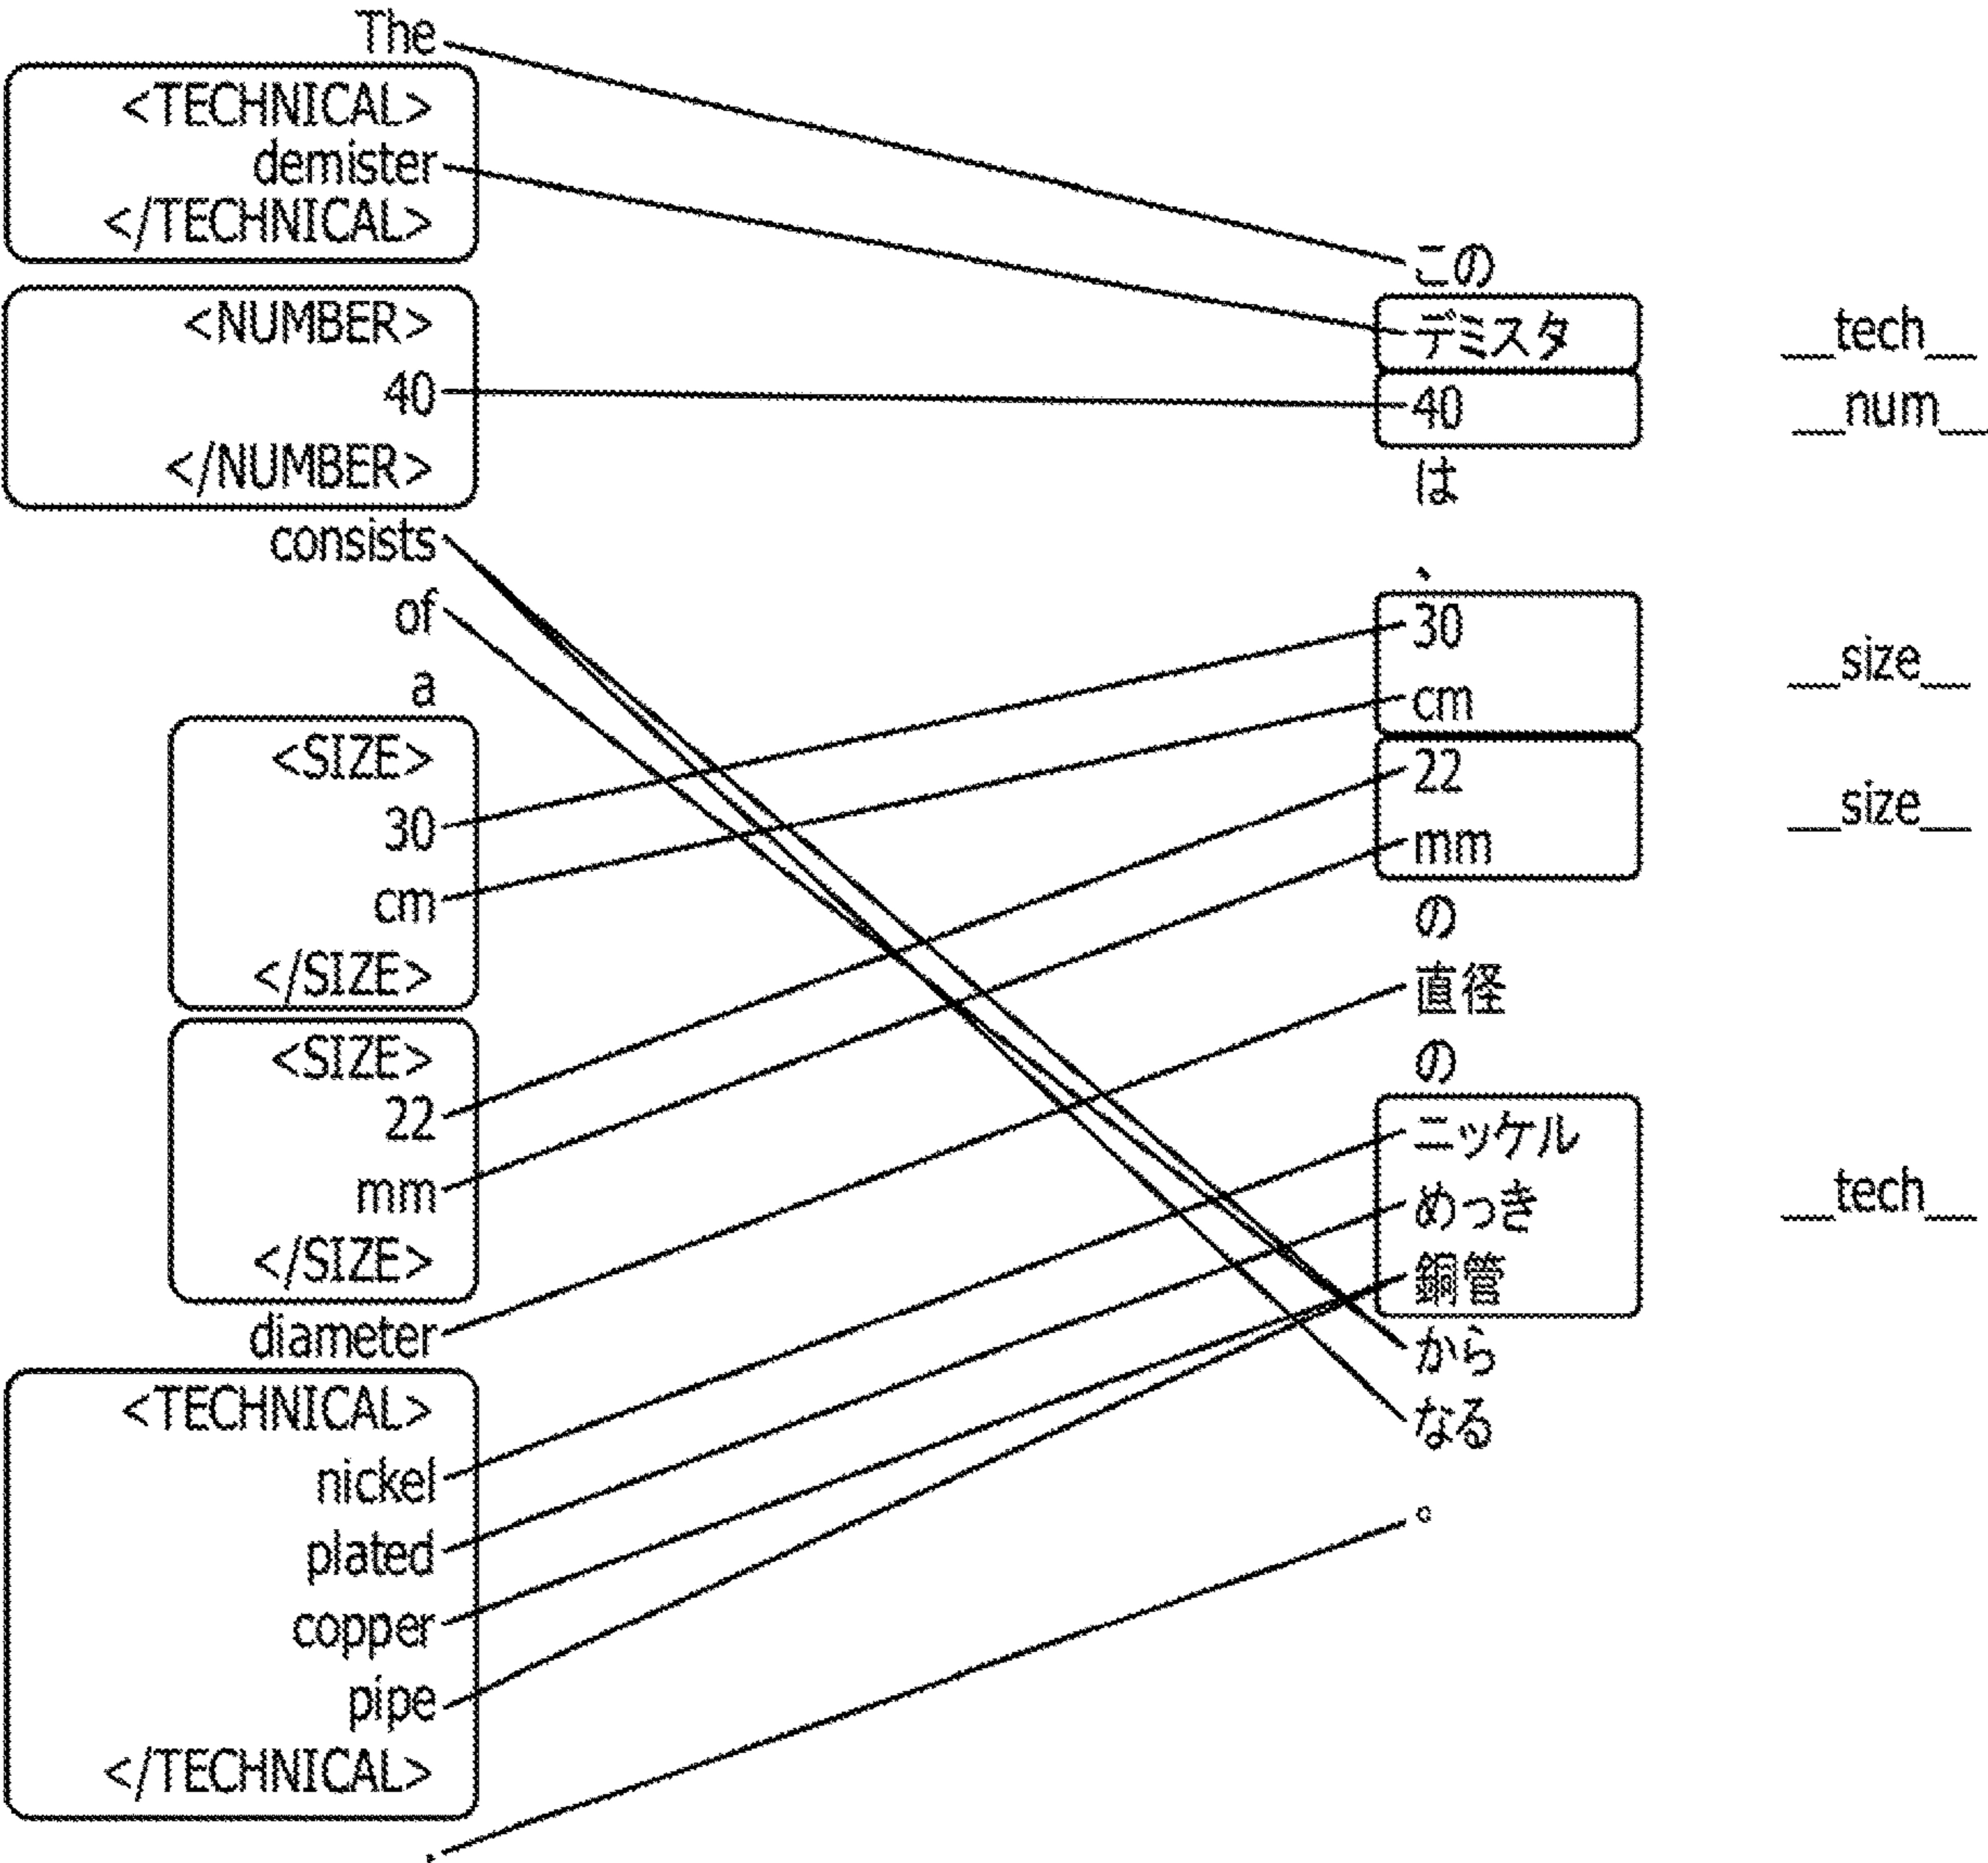 The
<TECHNICAL>
demister
</TECHNICAL>
<NUMBER>
40
</NUMBER>
consists
of
a
<SIZE>
30
cm
</SIZE>
<SIZE>
22
mm
</SIZE>
diameter
<TECHNICAL>
nickel
plated
copper
pipe
</TECHNICAL>
.
この
デミスタ
40
は
、
30
cm
22
mm
の
直径
の
ニッケル
めっき
銅管
から
なる
。
__tech__
__num__
__size__
__size__
__tech__